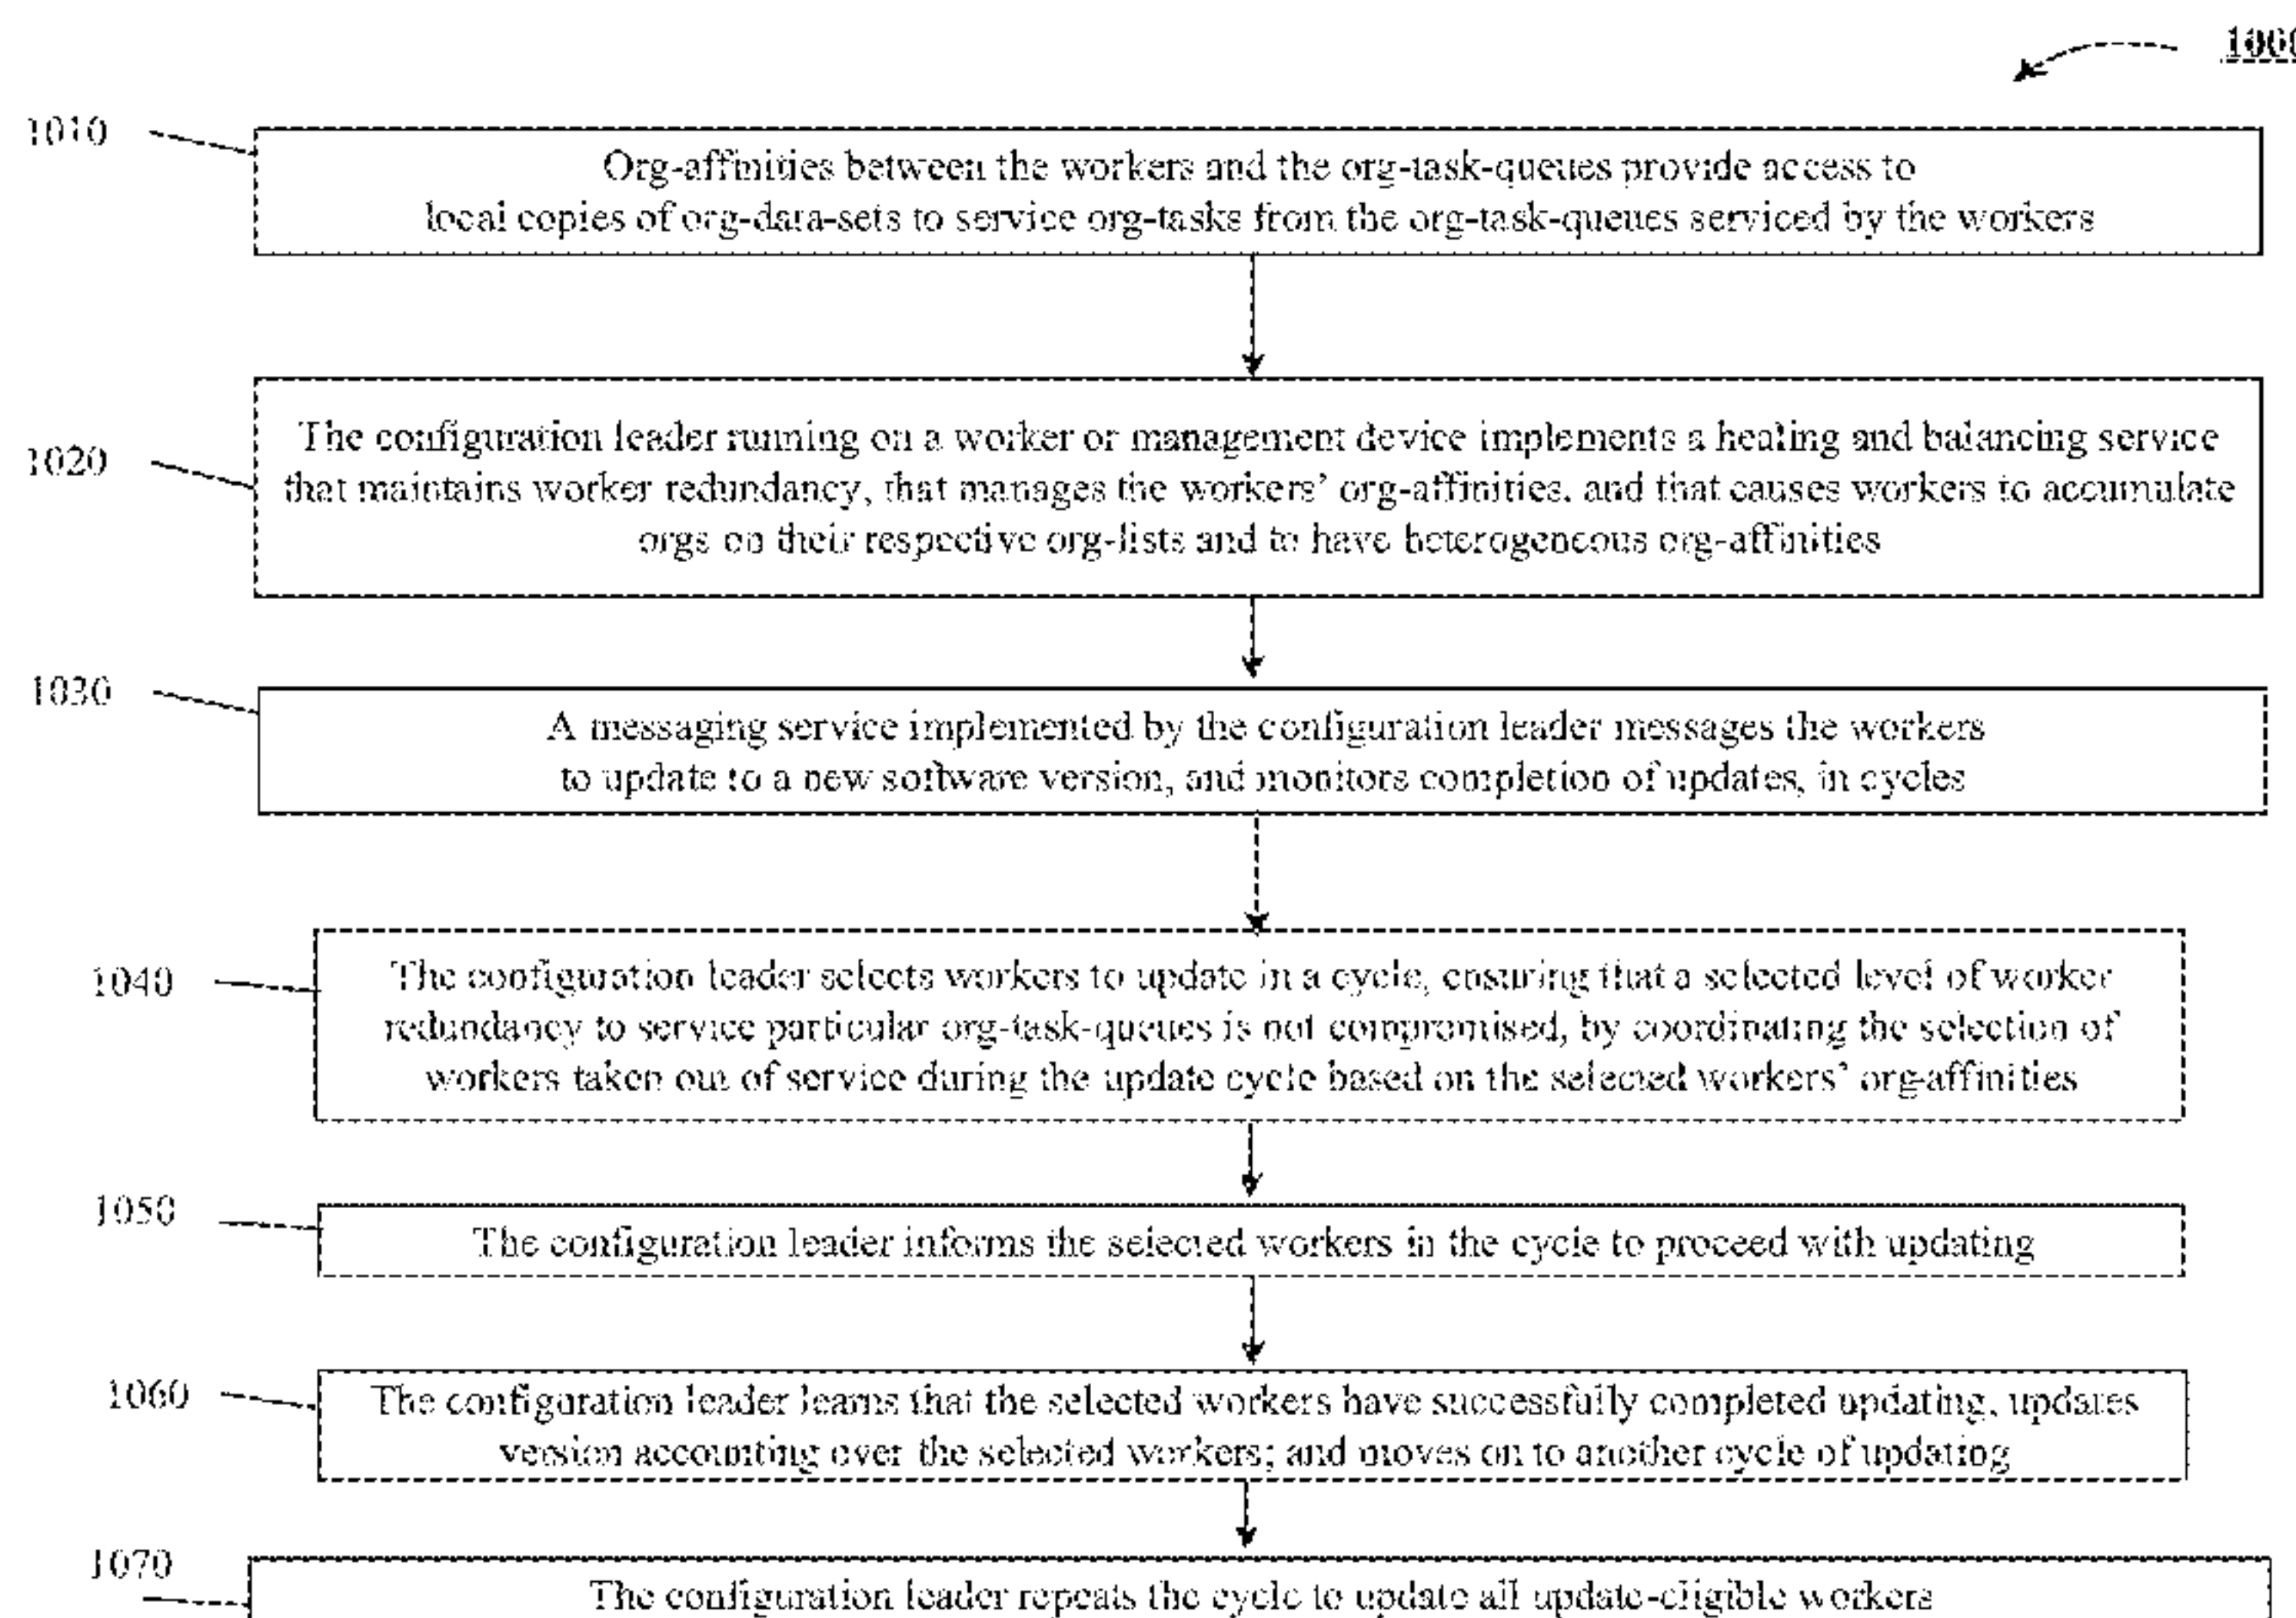 1000
1010
Org-affinities between the workers and the org-task-queues provide access to
local copies of org-data-sets to service org-tasks from the org-task-queues serviced by the workers
1020
The configuration leader running on a worker or management device implements a healing and balancing service
that maintains worker redundancy, that manages the workers' org-affinities, and that causes workers to accumulate
orgs on their respective org-lists and to have heterogeneous org-affinities
1030
A messaging service implemented by the configuration leader messages the workers
to update to a new software version, and monitors completion of updates, in cycles
1040
The configuration leader selects workers to update in a cycle, ensuring that a selected level of worker
redundancy to service particular org-task-queues is not compromised, by coordinating the selection of
workers taken out of service during the update cycle based on the selected workers' org-affinities
1050
The configuration leader informs the selected workers in the cycle to proceed with updating
1060
The configuration leader learns that the selected workers have successfully completed updating, updates
version accounting over the selected workers; and moves on to another cycle of updating
1070
The configuration leader repeats the cycle to update all update-eligible workers